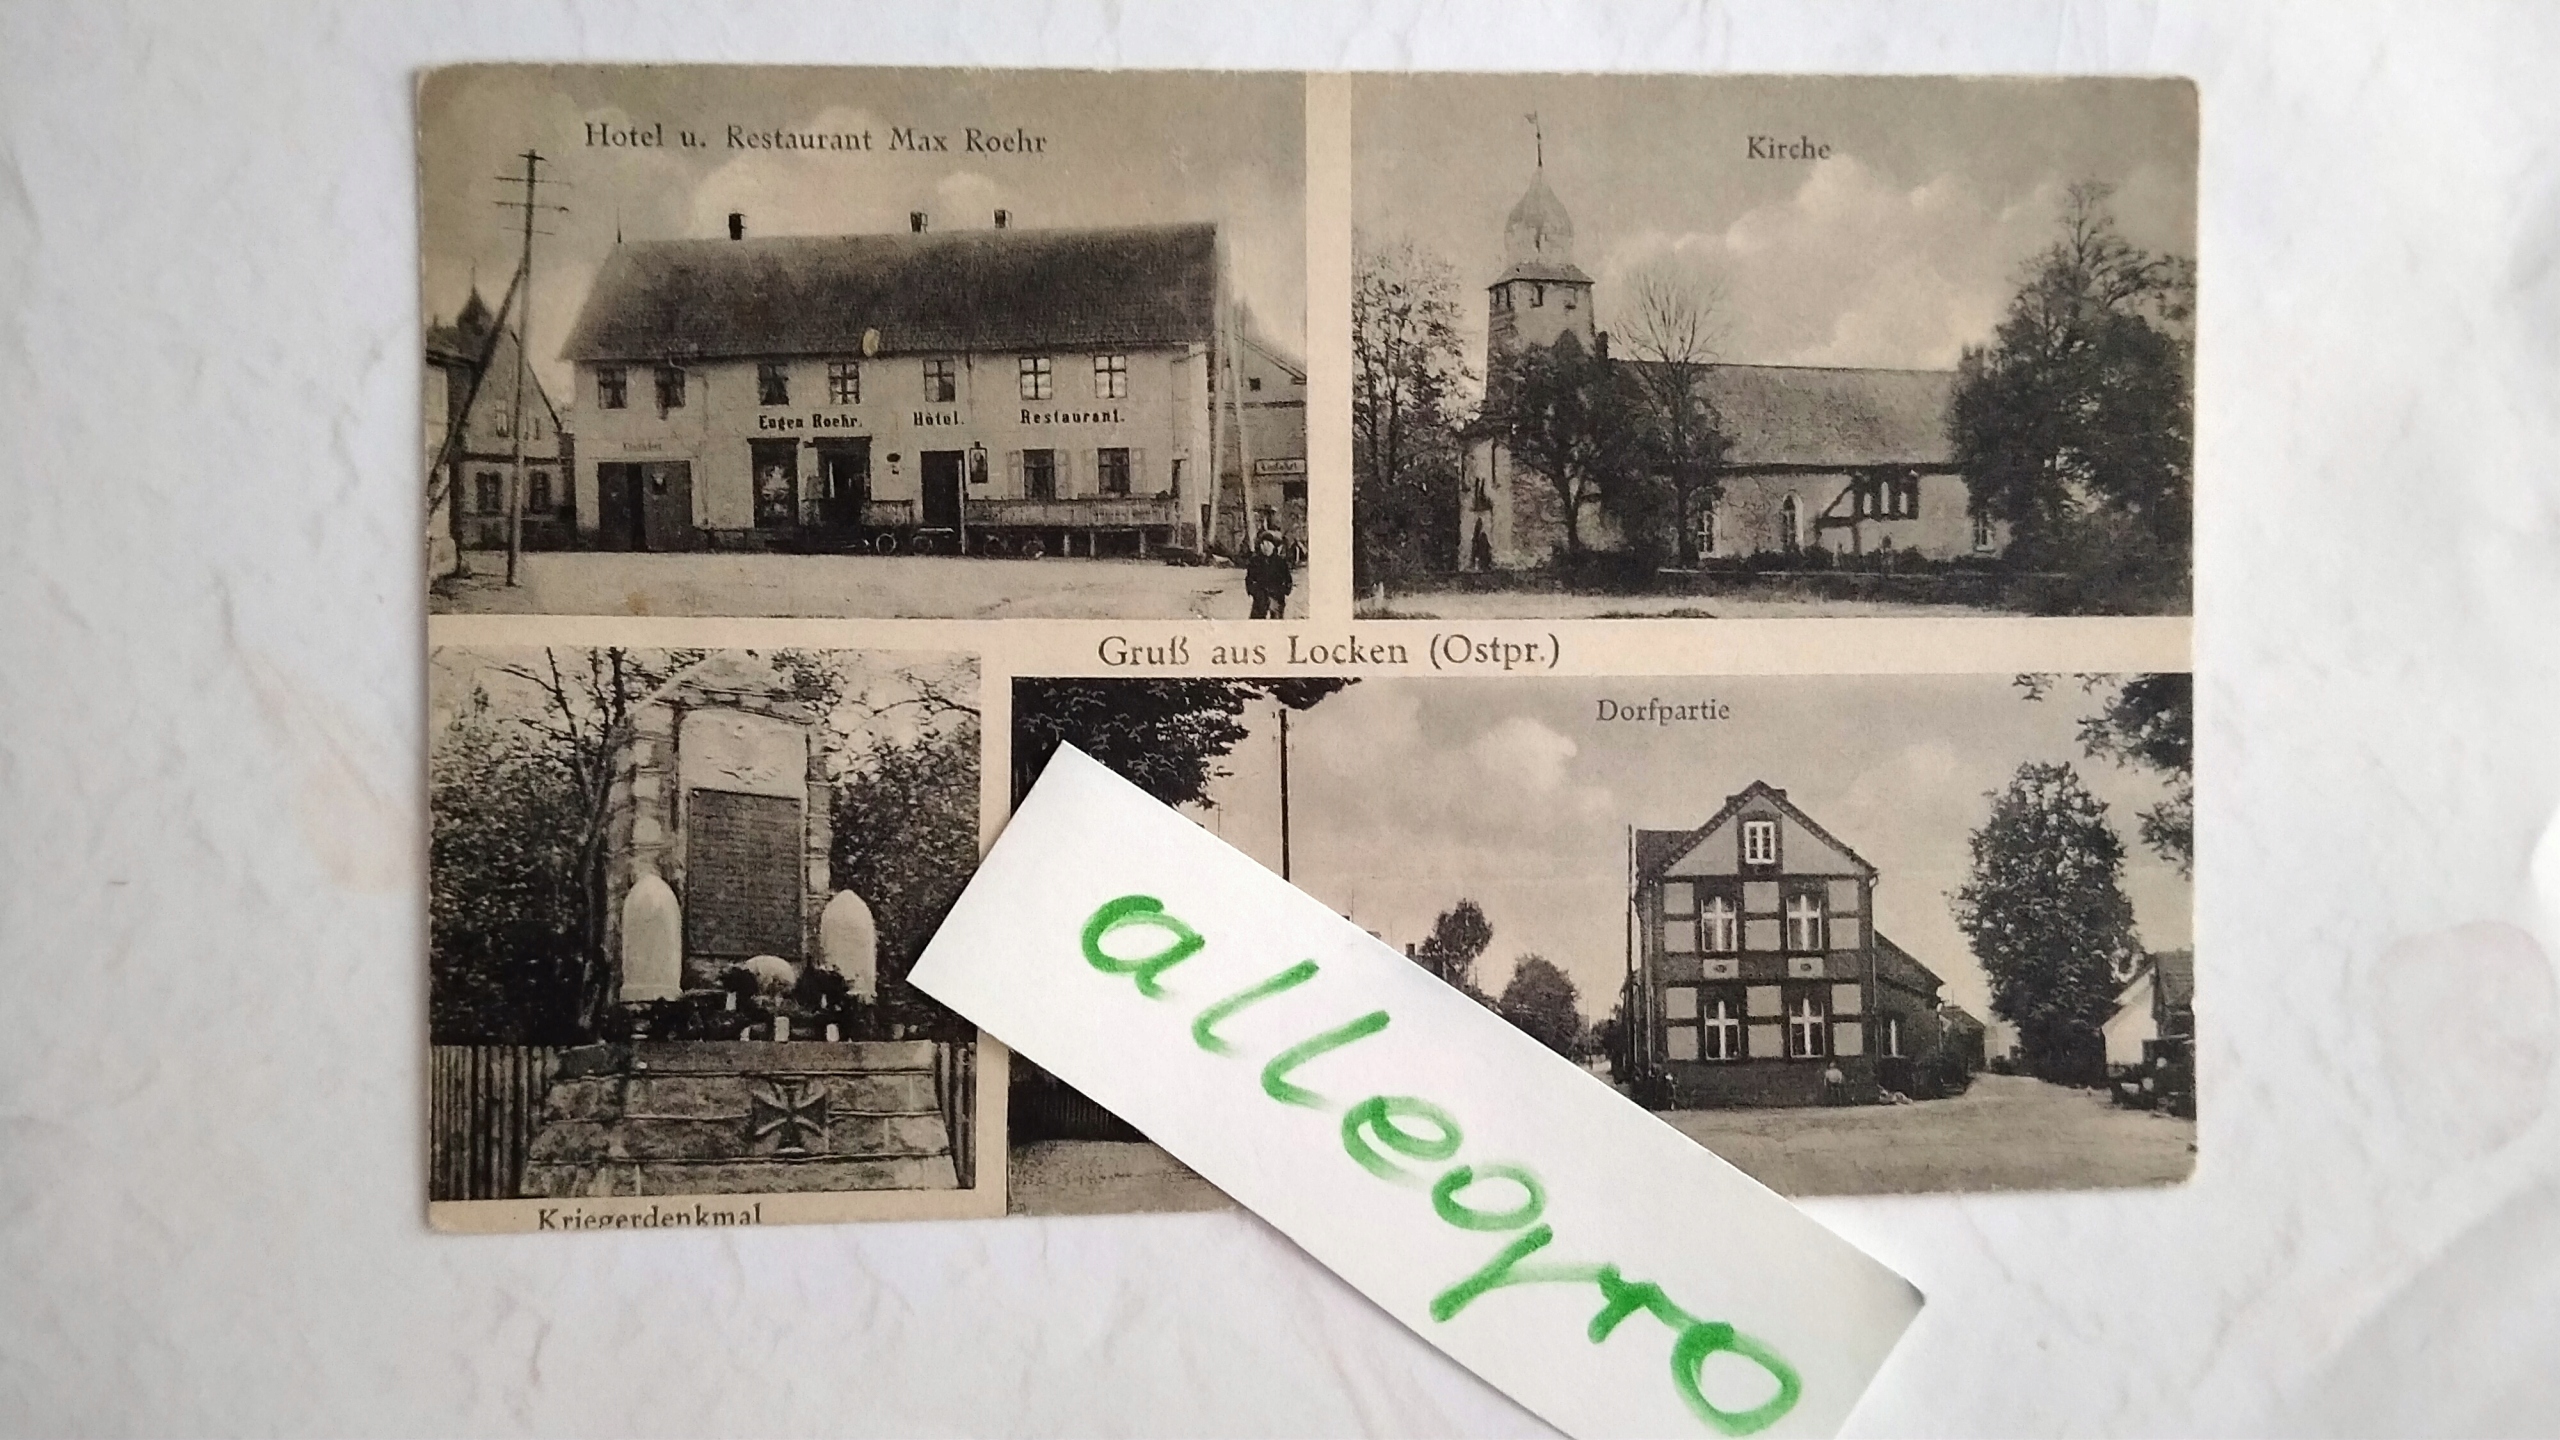 Hotel u. Restaurant Max Roehr
Kirche
Eugen Roehr. Hôtel. Restaurant.
Gruß aus Locken (Ostpr.)
Dorfpartie
Kriegerdenkmal
allegro